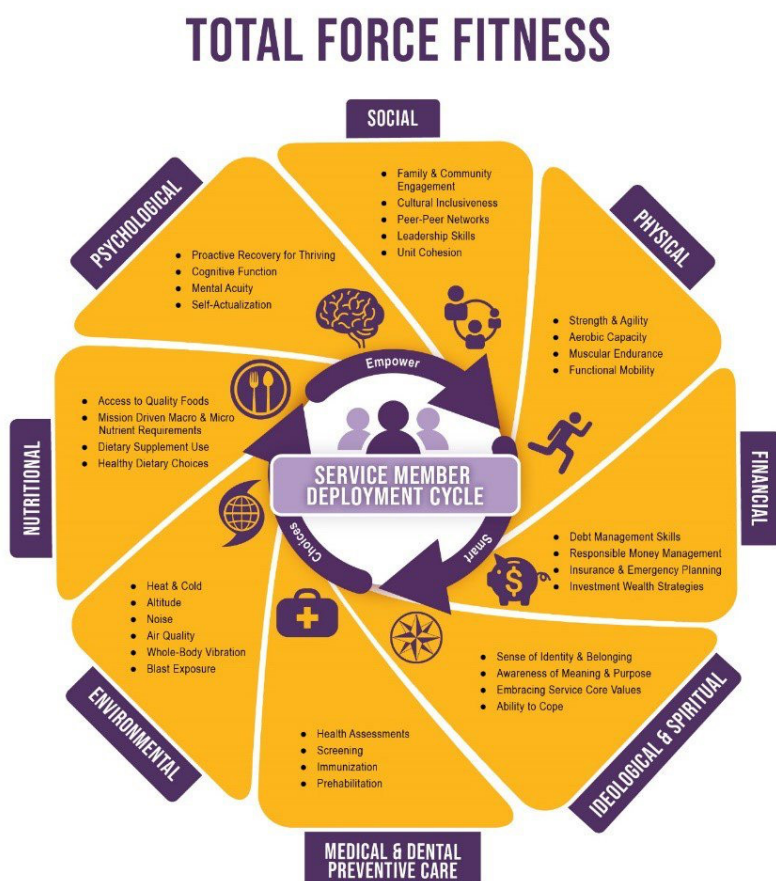 TOTAL FORCE FITNESS
SOCIAL
● Family & Community
Engagement
● Cultural Inclusiveness
● Peer-Peer Networks
● Leadership Skills
● Unit Cohesion
PHYSICAL
● Strength & Agility
● Aerobic Capacity
● Muscular Endurance
● Functional Mobility
FINANCIAL
● Debt Management Skills
● Responsible Money Management
● Insurance & Emergency Planning
● Investment Wealth Strategies
IDEOLOGICAL & SPIRITUAL
● Sense of Identity & Belonging
● Awareness of Meaning & Purpose
● Embracing Service Core Values
● Ability to Cope
MEDICAL & DENTAL
PREVENTIVE CARE
● Health Assessments
● Screening
● Immunization
● Prehabilitation
ENVIRONMENTAL
● Heat & Cold
● Altitude
● Noise
● Air Quality
● Whole-Body Vibration
● Blast Exposure
NUTRITIONAL
● Access to Quality Foods
● Mission Driven Macro & Micro
Nutrient Requirements
● Dietary Supplement Use
● Healthy Dietary Choices
PSYCHOLOGICAL
● Proactive Recovery for Thriving
● Cognitive Function
● Mental Acuity
● Self-Actualization
Empower
Smart
Choices
SERVICE MEMBER
DEPLOYMENT CYCLE
$